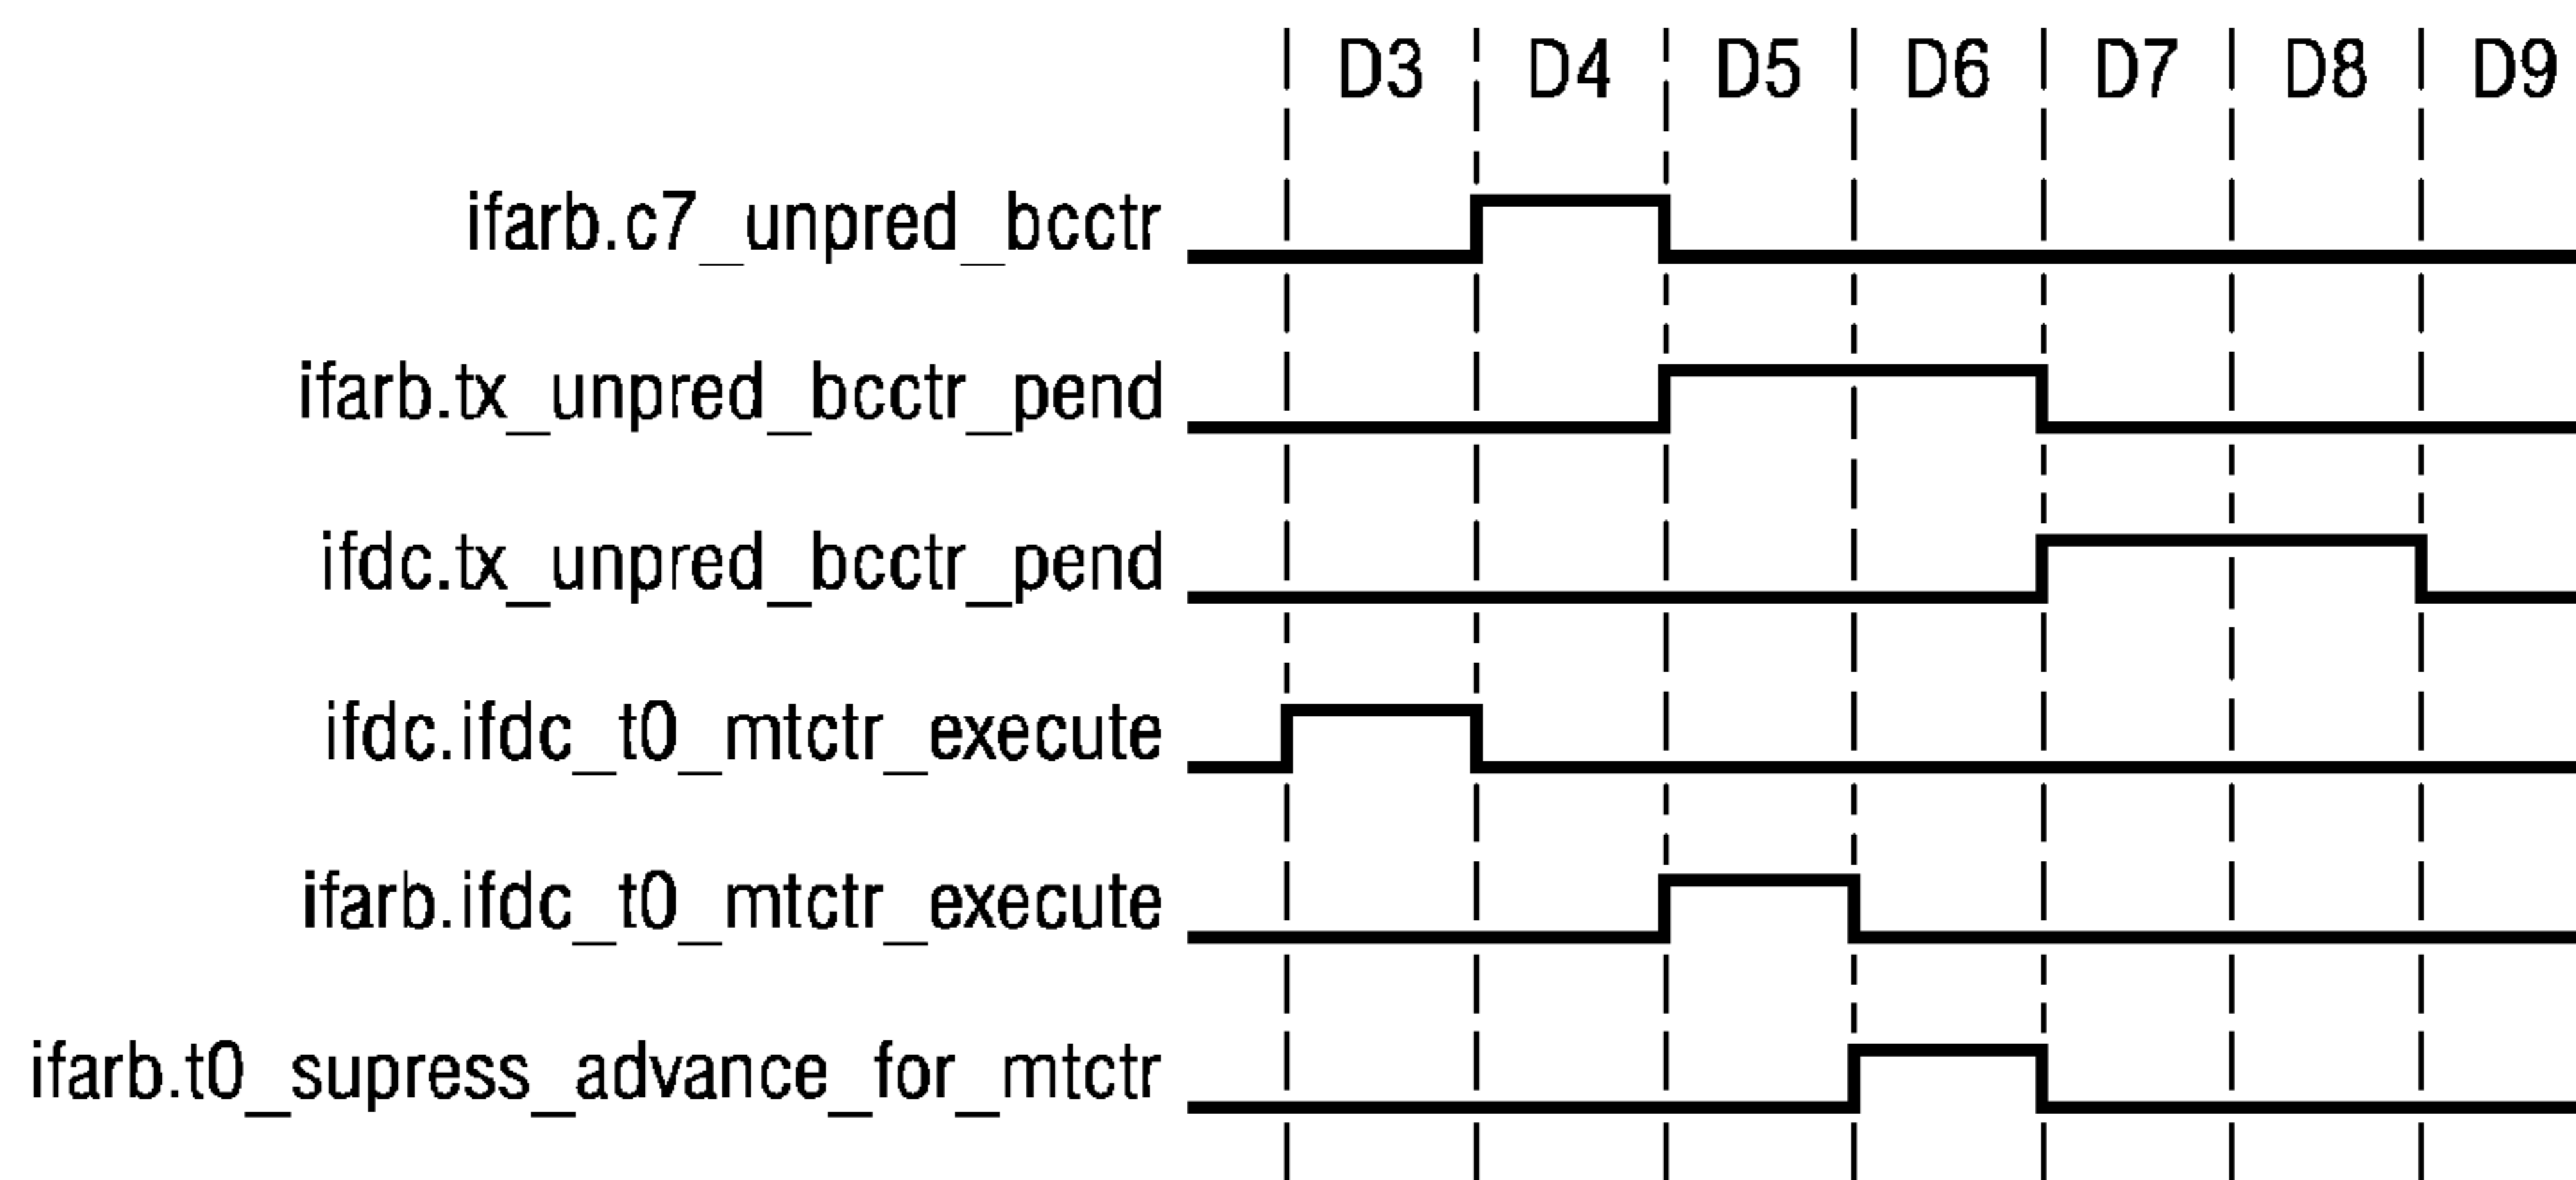 D3 D4 D5 D6 D7 D8 D9
ifarb.c7_unpred_bcctr
ifarb.tx_unpred_bcctr_pend
ifdc.tx_unpred_bcctr_pend
ifdc.ifdc_t0_mtctr_execute
ifarb.ifdc_t0_mtctr_execute
ifarb.t0_supress_advance_for_mtctr